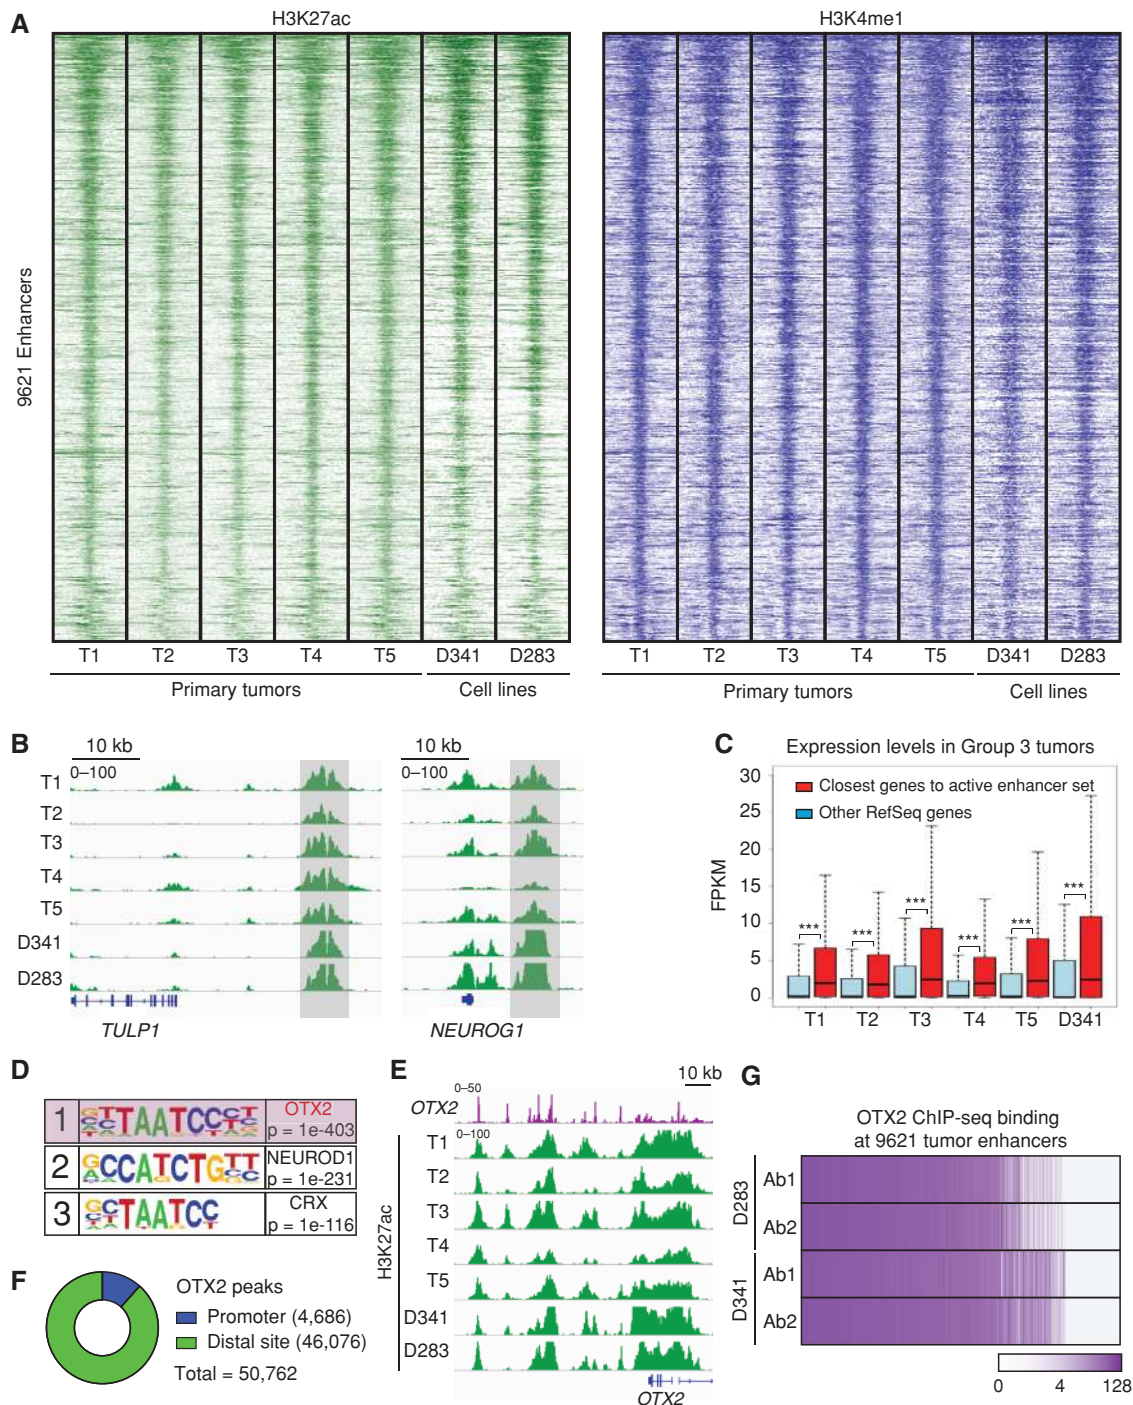 A
H3K27ac
H3K4me1
9621 Enhancers
T1 T2 T3 T4 T5 D341 D283
T1 T2 T3 T4 T5 D341 D283
Primary tumors
Cell lines
Primary tumors
Cell lines
B
10 kb
10 kb
0–100
0–100
T1
T2
T3
T4
T5
D341
D283
TULP1
NEUROG1
C
Expression levels in Group 3 tumors
Closest genes to active enhancer set
Other RefSeq genes
FPKM
30
25
20
15
10
5
0
*** *** *** *** *** ***
T1 T2 T3 T4 T5 D341
D
1
TTAATCC
OTX2
p = 1e-403
2
GCCATCTGTT
NEUROD1
p = 1e-231
3
TAATCC
CRX
p = 1e-116
E
10 kb
0–50
OTX2
0–100
H3K27ac
T1
T2
T3
T4
T5
D341
D283
OTX2
F
OTX2 peaks
Promoter (4,686)
Distal site (46,076)
Total = 50,762
G
OTX2 ChIP-seq binding
at 9621 tumor enhancers
D283
Ab1
Ab2
D341
Ab1
Ab2
0 4 128